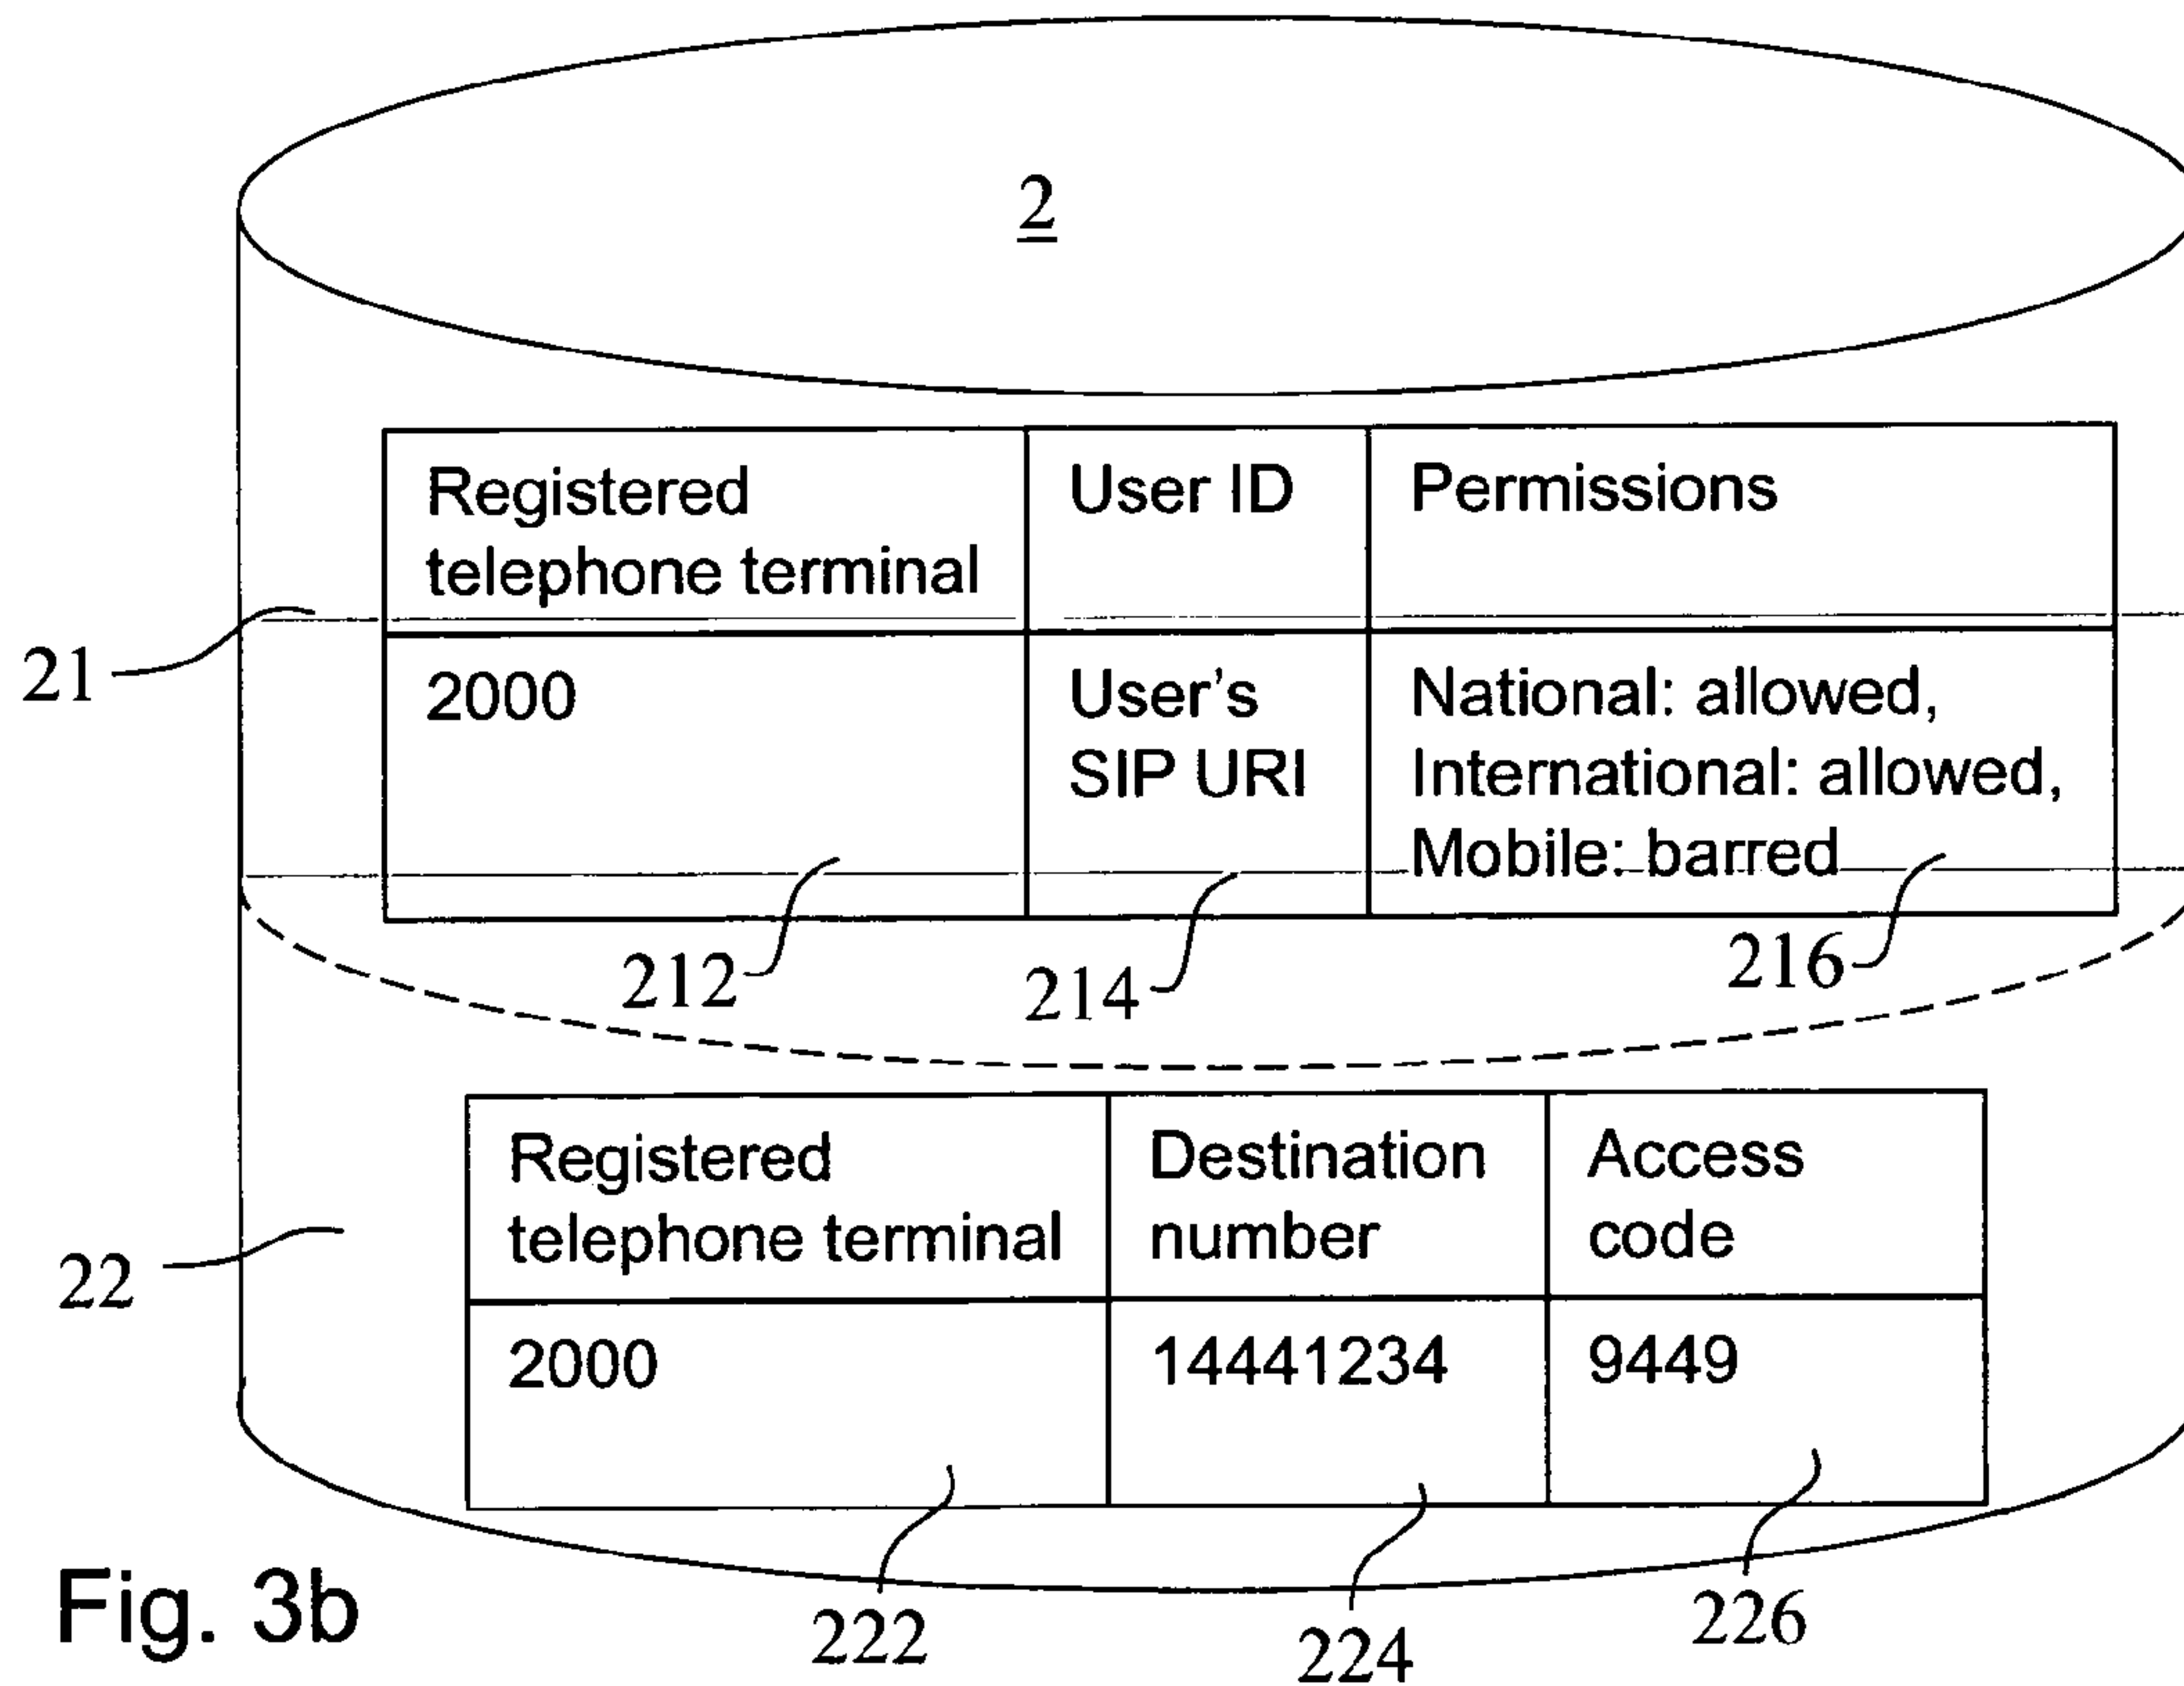 2
Registered
telephone terminal
User ID
Permissions
21
2000
User's
SIP URI
National: allowed,
International: allowed,
Mobile: barred
212
214
216
Registered
telephone terminal
Destination
number
Access
code
22
2000
14441234
9449
222
224
226
Fig. 3b